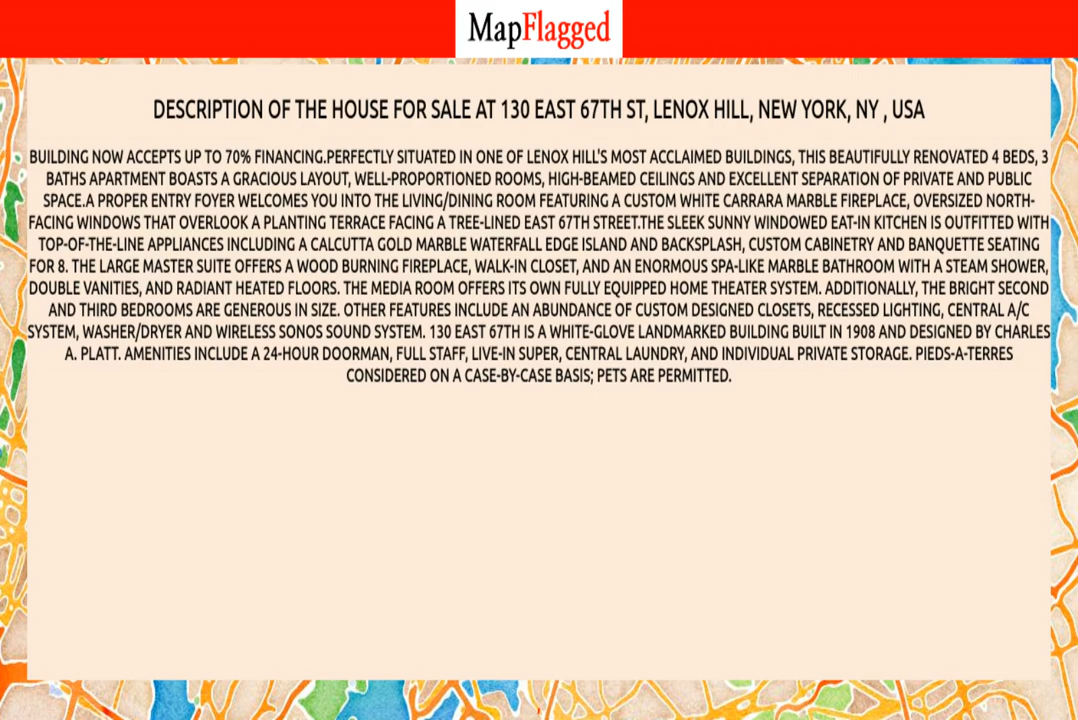 MapFlagged
DESCRIPTION OF THE HOUSE FOR SALE AT 130 EAST 67TH ST, LENOX HILL, NEW YORK, NY , USA
BUILDING NOW ACCEPTS UP TO 70% FINANCING.PERFECTLY SITUATED IN ONE OF LENOX HILL'S MOST ACCLAIMED BUILDINGS, THIS BEAUTIFULLY RENOVATED 4 BEDS, 3
BATHS APARTMENT BOASTS A GRACIOUS LAYOUT, WELL-PROPORTIONED ROOMS, HIGH-BEAMED CEILINGS AND EXCELLENT SEPARATION OF PRIVATE AND PUBLIC
SPACE.A PROPER ENTRY FOYER WELCOMES YOU INTO THE LIVING/DINING ROOM FEATURING A CUSTOM WHITE CARRARA MARBLE FIREPLACE, OVERSIZED NORTH-
FACING WINDOWS THAT OVERLOOK A PLANTING TERRACE FACING A TREE-LINED EAST 67TH STREET.THE SLEEK SUNNY WINDOWED EAT-IN KITCHEN IS OUTFITTED WITH
TOP-OF-THE-LINE APPLIANCES INCLUDING A CALCUTTA GOLD MARBLE WATERFALL EDGE ISLAND AND BACKSPLASH, CUSTOM CABINETRY AND BANQUETTE SEATING
FOR 8. THE LARGE MASTER SUITE OFFERS A WOOD BURNING FIREPLACE, WALK-IN CLOSET, AND AN ENORMOUS SPA-LIKE MARBLE BATHROOM WITH A STEAM SHOWER,
DOUBLE VANITIES, AND RADIANT HEATED FLOORS. THE MEDIA ROOM OFFERS ITS OWN FULLY EQUIPPED HOME THEATER SYSTEM. ADDITIONALLY, THE BRIGHT SECOND
AND THIRD BEDROOMS ARE GENEROUS IN SIZE. OTHER FEATURES INCLUDE AN ABUNDANCE OF CUSTOM DESIGNED CLOSETS, RECESSED LIGHTING, CENTRAL A/C
SYSTEM, WASHER/DRYER AND WIRELESS SONOS SOUND SYSTEM. 130 EAST 67TH IS A WHITE-GLOVE LANDMARKED BUILDING BUILT IN 1908 AND DESIGNED BY CHARLES
A. PLATT. AMENITIES INCLUDE A 24-HOUR DOORMAN, FULL STAFF, LIVE-IN SUPER, CENTRAL LAUNDRY, AND INDIVIDUAL PRIVATE STORAGE. PIEDS-A-TERRES
CONSIDERED ON A CASE-BY-CASE BASIS; PETS ARE PERMITTED.